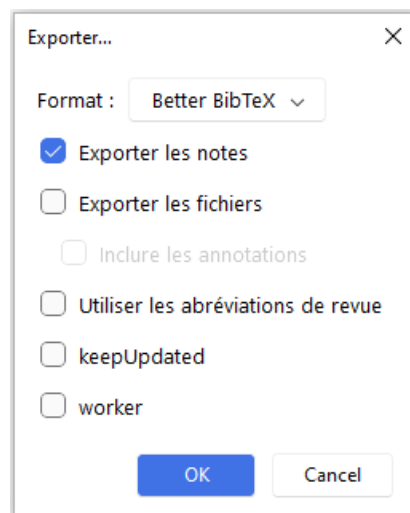 Exporter...
Format : Better BibTeX
Exporter les notes
Exporter les fichiers
Inclure les annotations
Utiliser les abréviations de revue
keepUpdated
worker
OK Cancel